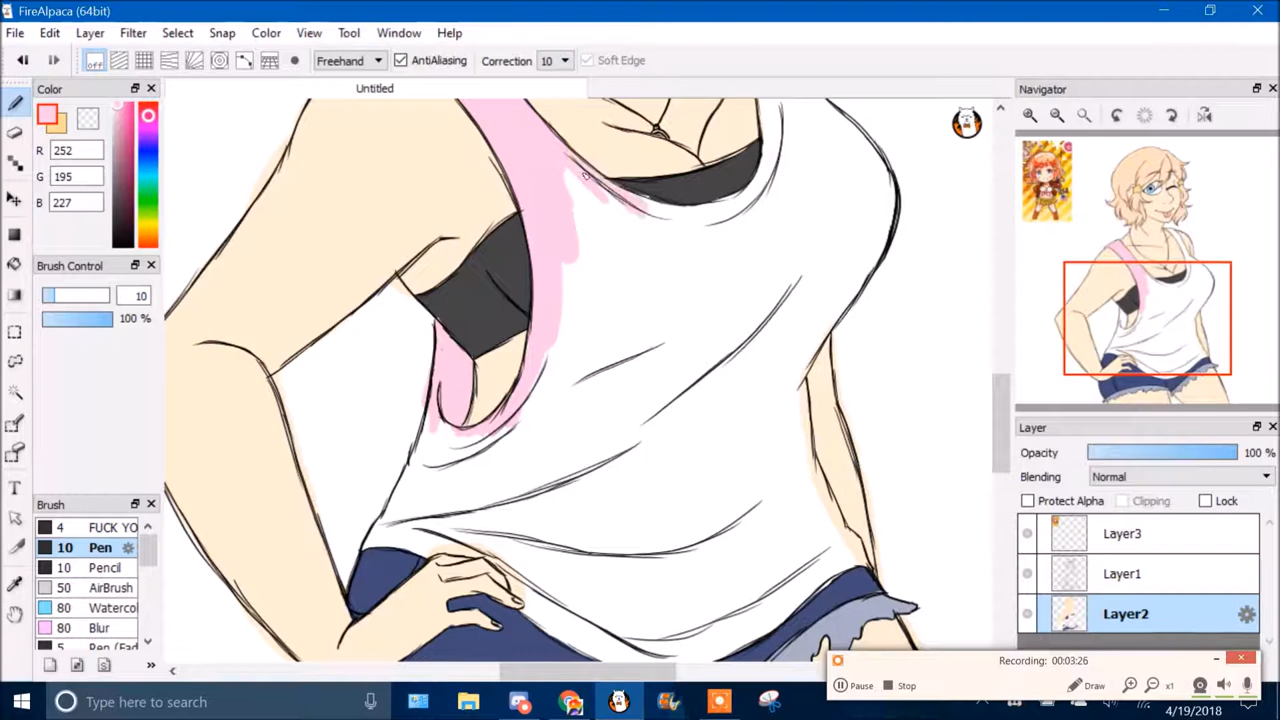 FireAlpaca (64bit)
File Edit Layer Filter Select Snap Color View Tool Window Help
off Freehand AntiAliasing Correction 10 Soft Edge
Color
Untitled
Navigator
R 252
G 195
B 227
Brush Control
10
100 %
Brush
4 FUCK YO
10 Pen
10 Pencil
50 AirBrush
80 Waterco
80 Blur
5 Pen (Fad
Layer
Opacity 100 %
Blending Normal
Protect Alpha Clipping Lock
Layer3
Layer1
Layer2
Recording: 00:03:26
Pause Stop Draw x1
Type here to search
4/19/2018